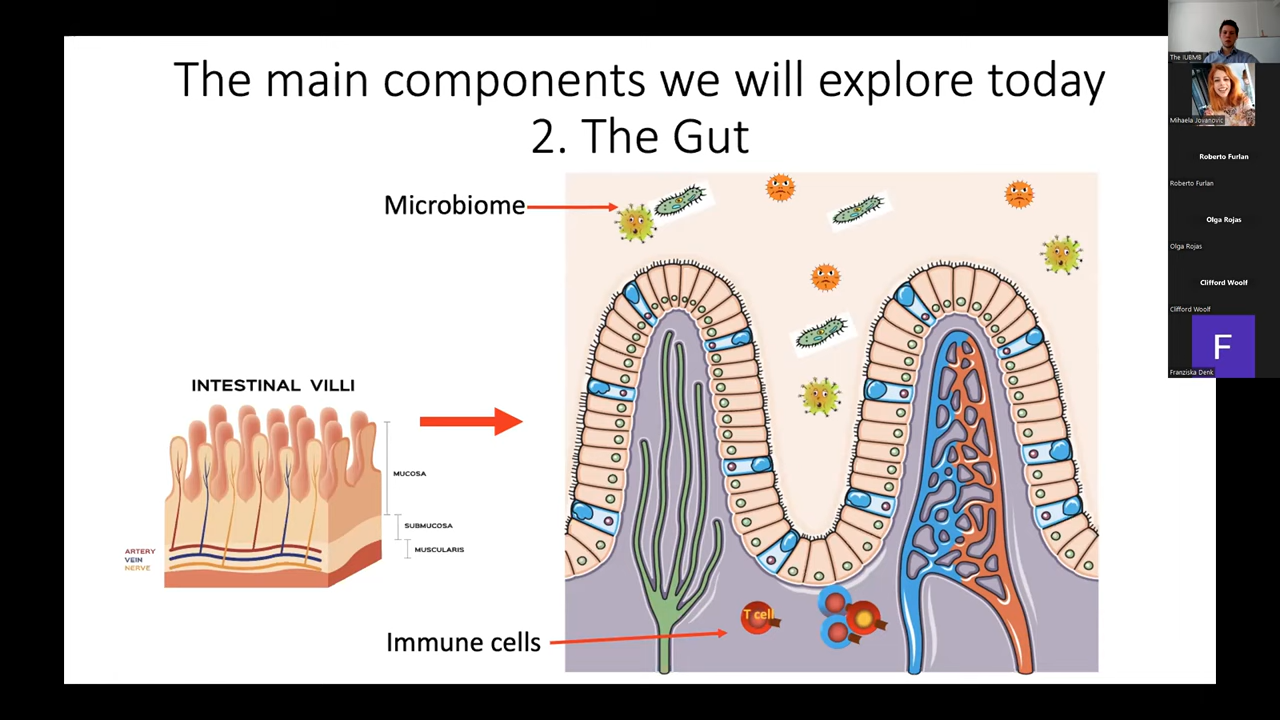 The main components we will explore today
2. The Gut
Microbiome
INTESTINAL VILLI
MUCOSA
SUBMUCOSA
MUSCULARIS
ARTERY
VEIN
NERVE
Immune cells
T cell
The IUBMB
Mihaela Jovanovic
Roberto Furlan
Roberto Furlan
Olga Rojas
Olga Rojas
Clifford Woolf
Clifford Woolf
F
Franziska Denk